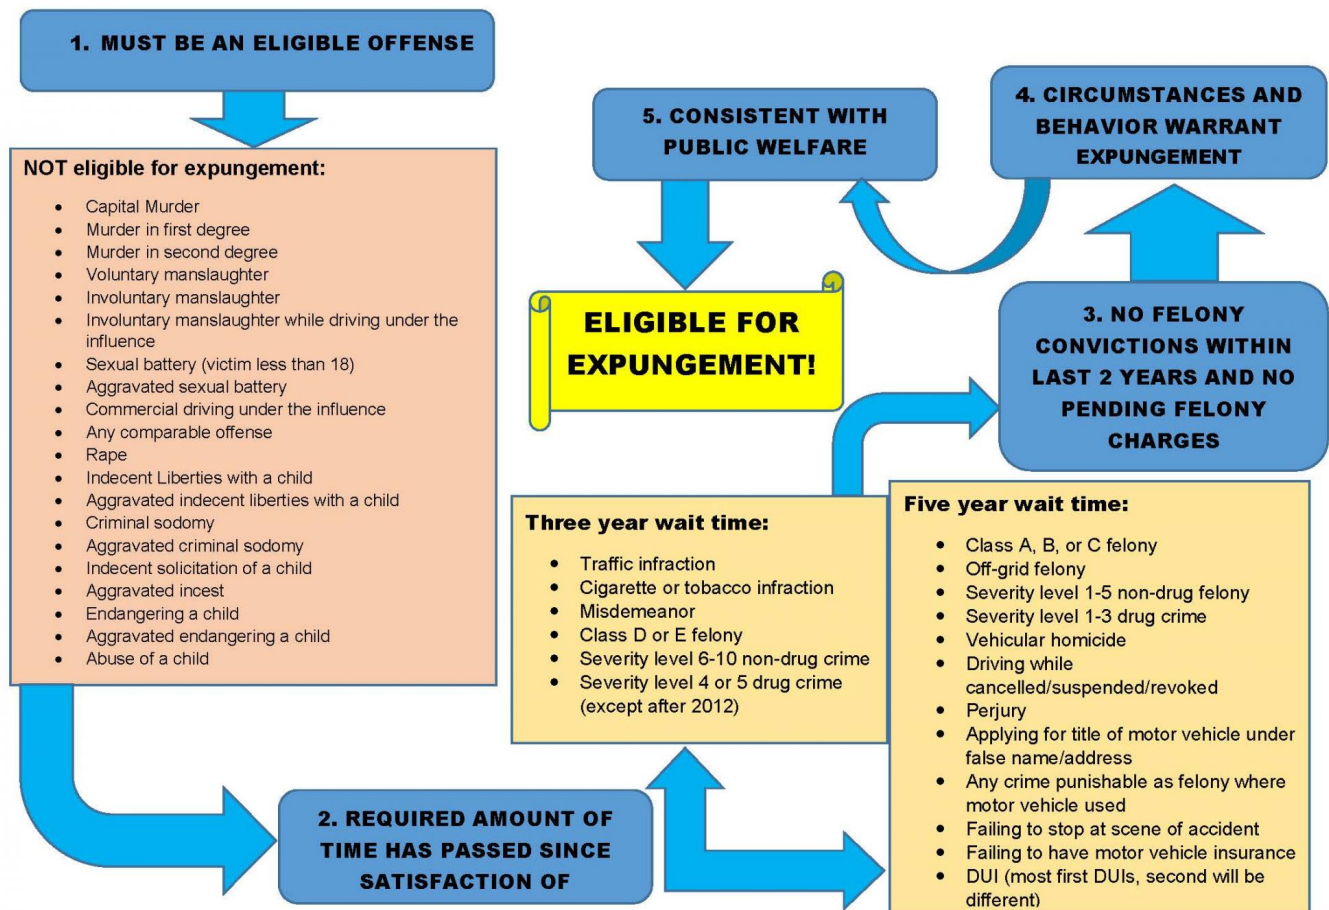 1. MUST BE AN ELIGIBLE OFFENSE
NOT eligible for expungement:
• Capital Murder
• Murder in first degree
• Murder in second degree
• Voluntary manslaughter
• Involuntary manslaughter
• Involuntary manslaughter while driving under the
influence
• Sexual battery (victim less than 18)
• Aggravated sexual battery
• Commercial driving under the influence
• Any comparable offense
• Rape
• Indecent Liberties with a child
• Aggravated indecent liberties with a child
• Criminal sodomy
• Aggravated criminal sodomy
• Indecent solicitation of a child
• Aggravated incest
• Endangering a child
• Aggravated endangering a child
• Abuse of a child
2. REQUIRED AMOUNT OF
TIME HAS PASSED SINCE
SATISFACTION OF
Three year wait time:
• Traffic infraction
• Cigarette or tobacco infraction
• Misdemeanor
• Class D or E felony
• Severity level 6-10 non-drug crime
• Severity level 4 or 5 drug crime
(except after 2012)
Five year wait time:
• Class A, B, or C felony
• Off-grid felony
• Severity level 1-5 non-drug felony
• Severity level 1-3 drug crime
• Vehicular homicide
• Driving while
cancelled/suspended/revoked
• Perjury
• Applying for title of motor vehicle under
false name/address
• Any crime punishable as felony where
motor vehicle used
• Failing to stop at scene of accident
• Failing to have motor vehicle insurance
• DUI (most first DUIs, second will be
different)
3. NO FELONY
CONVICTIONS WITHIN
LAST 2 YEARS AND NO
PENDING FELONY
CHARGES
4. CIRCUMSTANCES AND
BEHAVIOR WARRANT
EXPUNGEMENT
5. CONSISTENT WITH
PUBLIC WELFARE
ELIGIBLE FOR
EXPUNGEMENT!